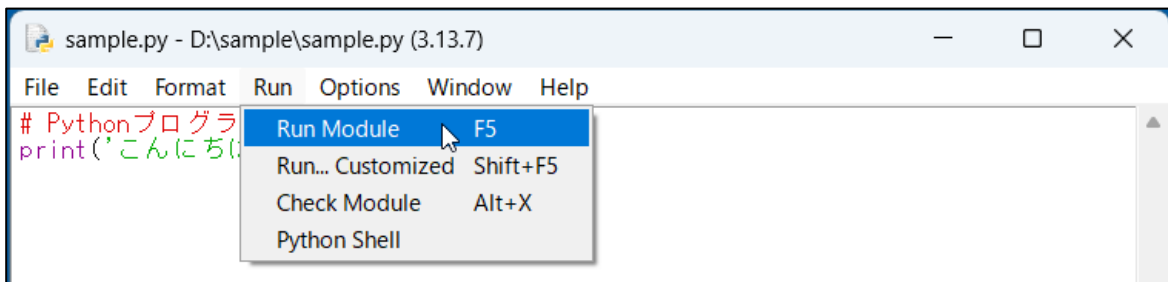 sample.py - D:\sample\sample.py (3.13.7)
File Edit Format Run Options Window Help
# Pythonプログラ
print('こんにちは
Run Module F5
Run... Customized Shift+F5
Check Module Alt+X
Python Shell